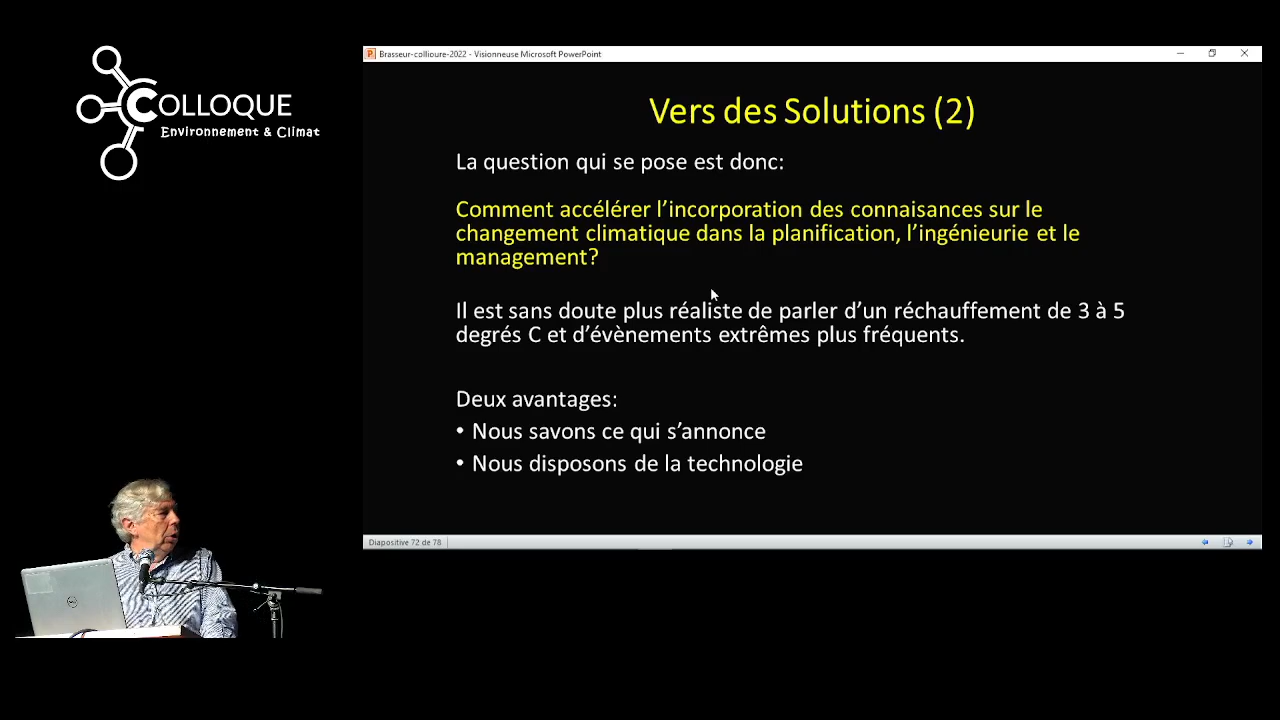 COLLOQUE
Environnement & Climat
Brasseur-collioure-2022 - Visionneuse Microsoft PowerPoint
Vers des Solutions (2)
La question qui se pose est donc:
Comment accélérer l’incorporation des connaisances sur le
changement climatique dans la planification, l’ingénieurie et le
management?
Il est sans doute plus réaliste de parler d’un réchauffement de 3 à 5
degrés C et d’évènements extrêmes plus fréquents.
Deux avantages:
• Nous savons ce qui s’annonce
• Nous disposons de la technologie
Diapositive 72 de 78
DELL